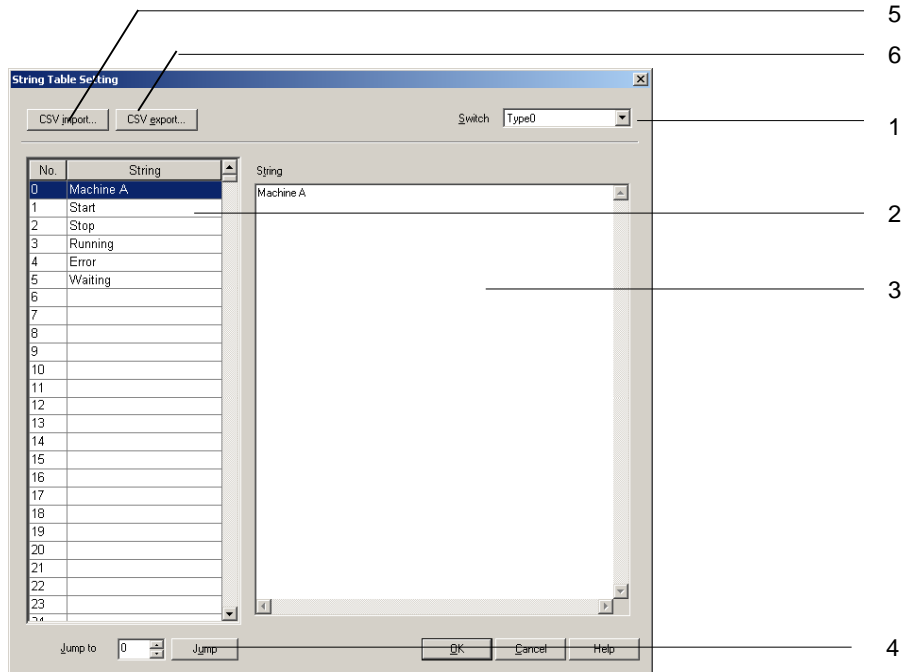 5
6
String Table Setting
CSV import... CSV export... Switch Type0
1
No. String
String
0 Machine A
Machine A
1 Start
2
2 Stop
3 Running
4 Error
5 Waiting
3
6
7
8
9
10
11
12
13
14
15
16
17
18
19
20
21
22
23
24
Jump to 0 Jump OK Cancel Help
4